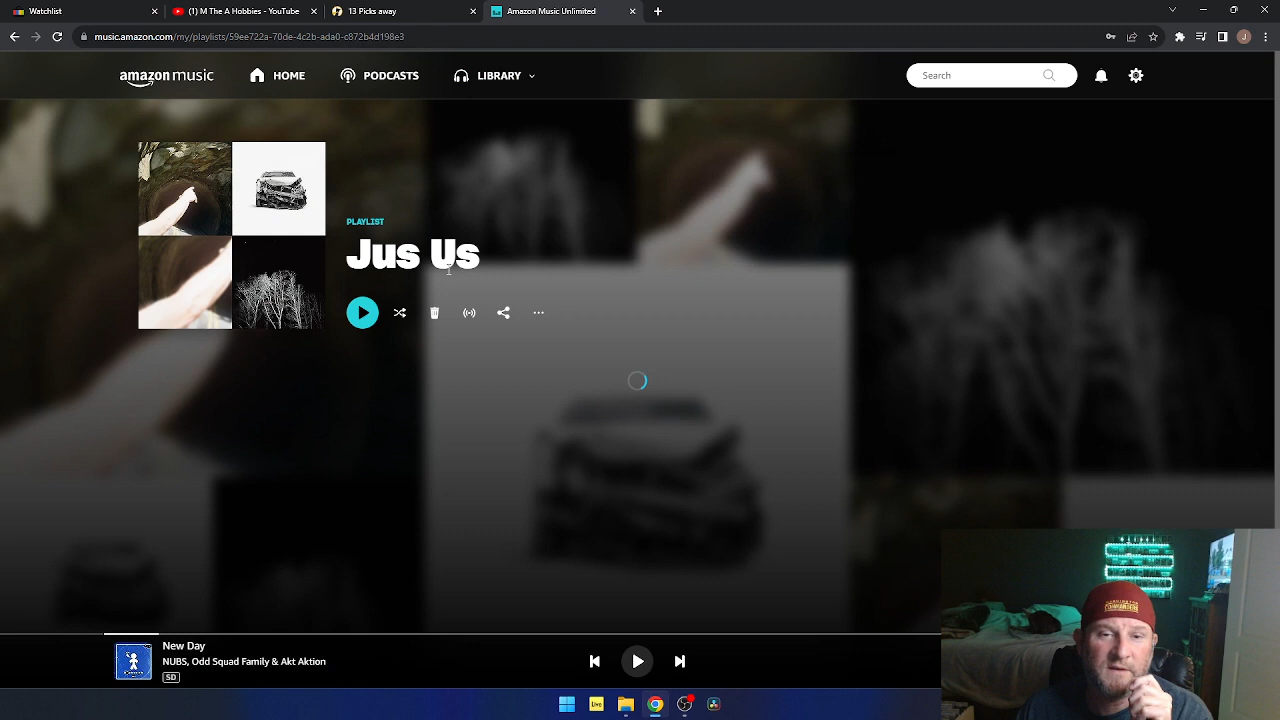 Watchlist
(1) M The A Hobbies - YouTube
13 Picks away
Amazon Music Unlimited
music.amazon.com/my/playlists/59ee722a-70de-4c2b-ada0-c872b4d198e3
J
amazon music
HOME
PODCASTS
LIBRARY
Search
PLAYLIST
Jus Us
New Day
NUBS, Odd Squad Family & Akt Aktion
SD
COMMANDERS
Live